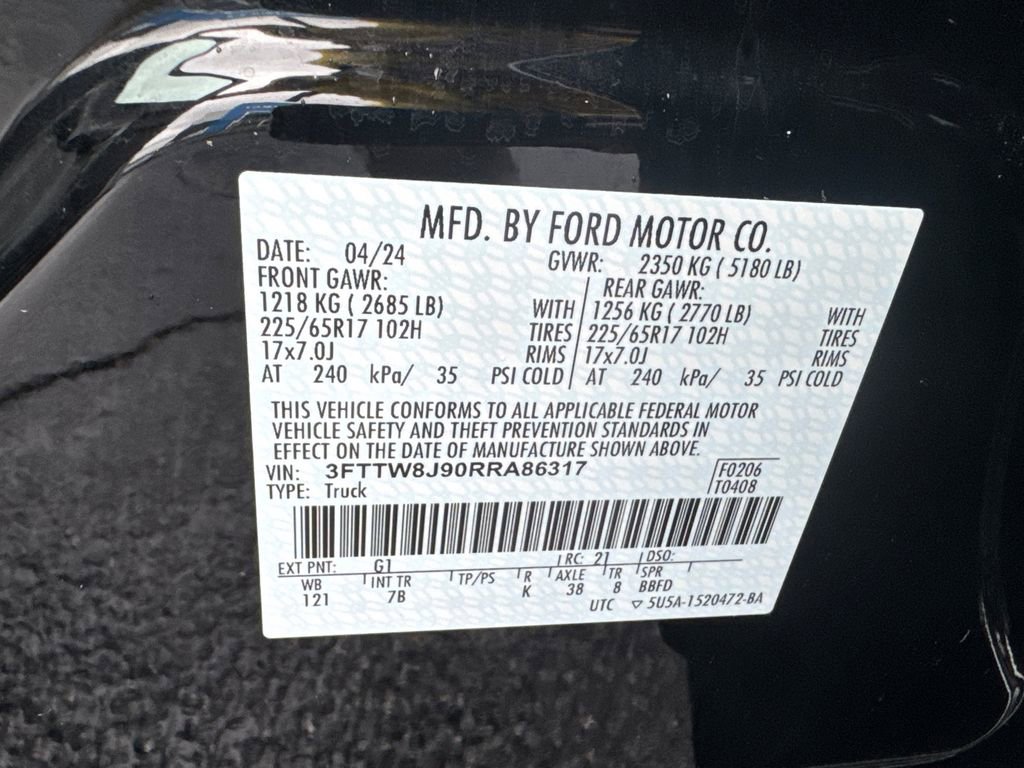 MFD. BY FORD MOTOR CO.
DATE: 04/24 GVWR: 2350 KG ( 5180 LB)
FRONT GAWR: REAR GAWR:
1218 KG ( 2685 LB) WITH 1256 KG ( 2770 LB) WITH
225/65R17 102H TIRES 225/65R17 102H TIRES
17x7.0J RIMS 17x7.0J RIMS
AT 240 kPa/ 35 PSI COLD AT 240 kPa/ 35 PSI COLD
THIS VEHICLE CONFORMS TO ALL APPLICABLE FEDERAL MOTOR
VEHICLE SAFETY AND THEFT PREVENTION STANDARDS IN
EFFECT ON THE DATE OF MANUFACTURE SHOWN ABOVE.
VIN: 3FTTW8J90RRA86317 F0206
TYPE: Truck T0408
EXT PNT: G1 RC: 21 DSO:
WB INT TR TP/PS R AXLE TR SPR
121 7B K 38 8 BBFD
UTC ▽ 5U5A-1520472-BA